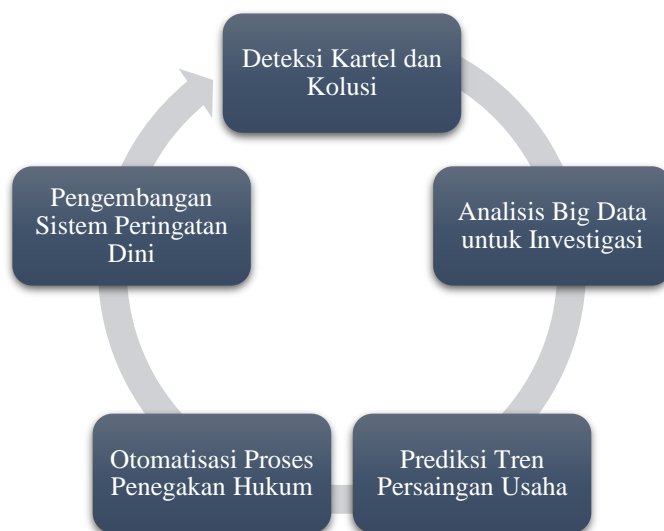 Deteksi Kartel dan
Kolusi
Analisis Big Data
untuk Investigasi
Prediksi Tren
Persaingan Usaha
Otomatisasi Proses
Penegakan Hukum
Pengembangan
Sistem Peringatan
Dini